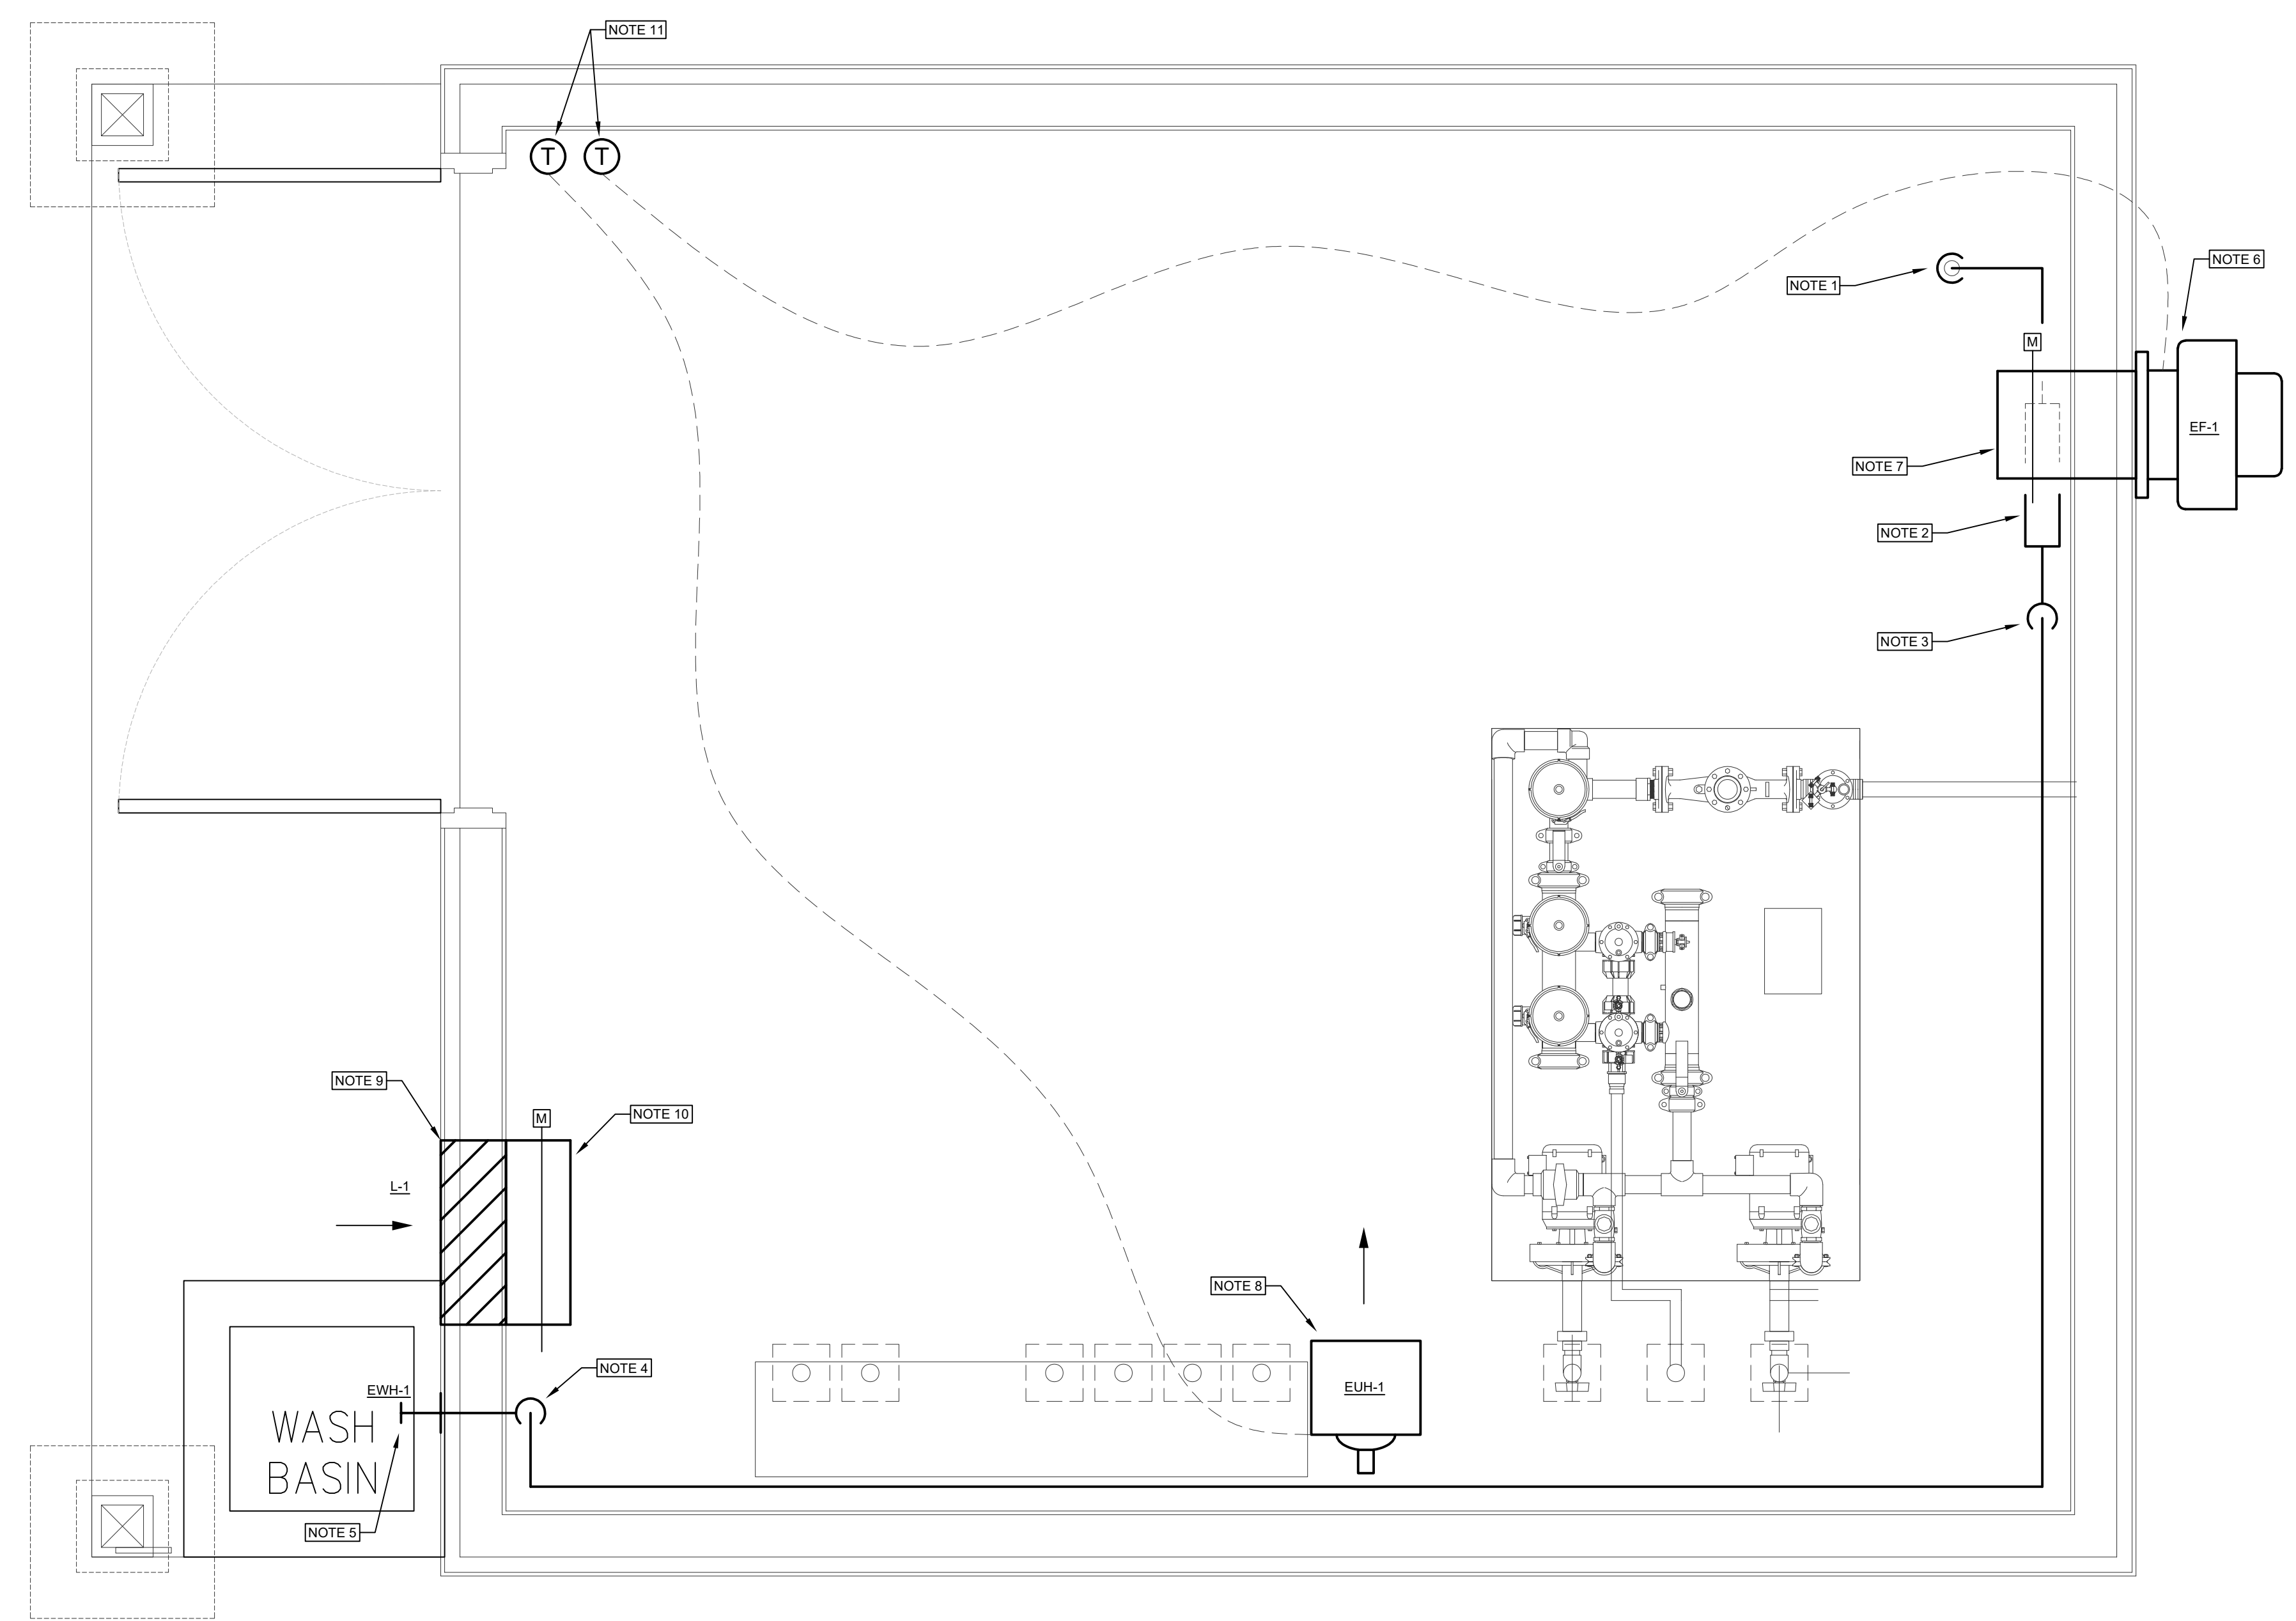 NOTE 11
T
T
NOTE 6
NOTE 1
M
EF-1
NOTE 7
NOTE 2
NOTE 3
NOTE 9
M
NOTE 10
L-1
NOTE 8
NOTE 4
EWH-1
EUH-1
WASH
BASIN
NOTE 5